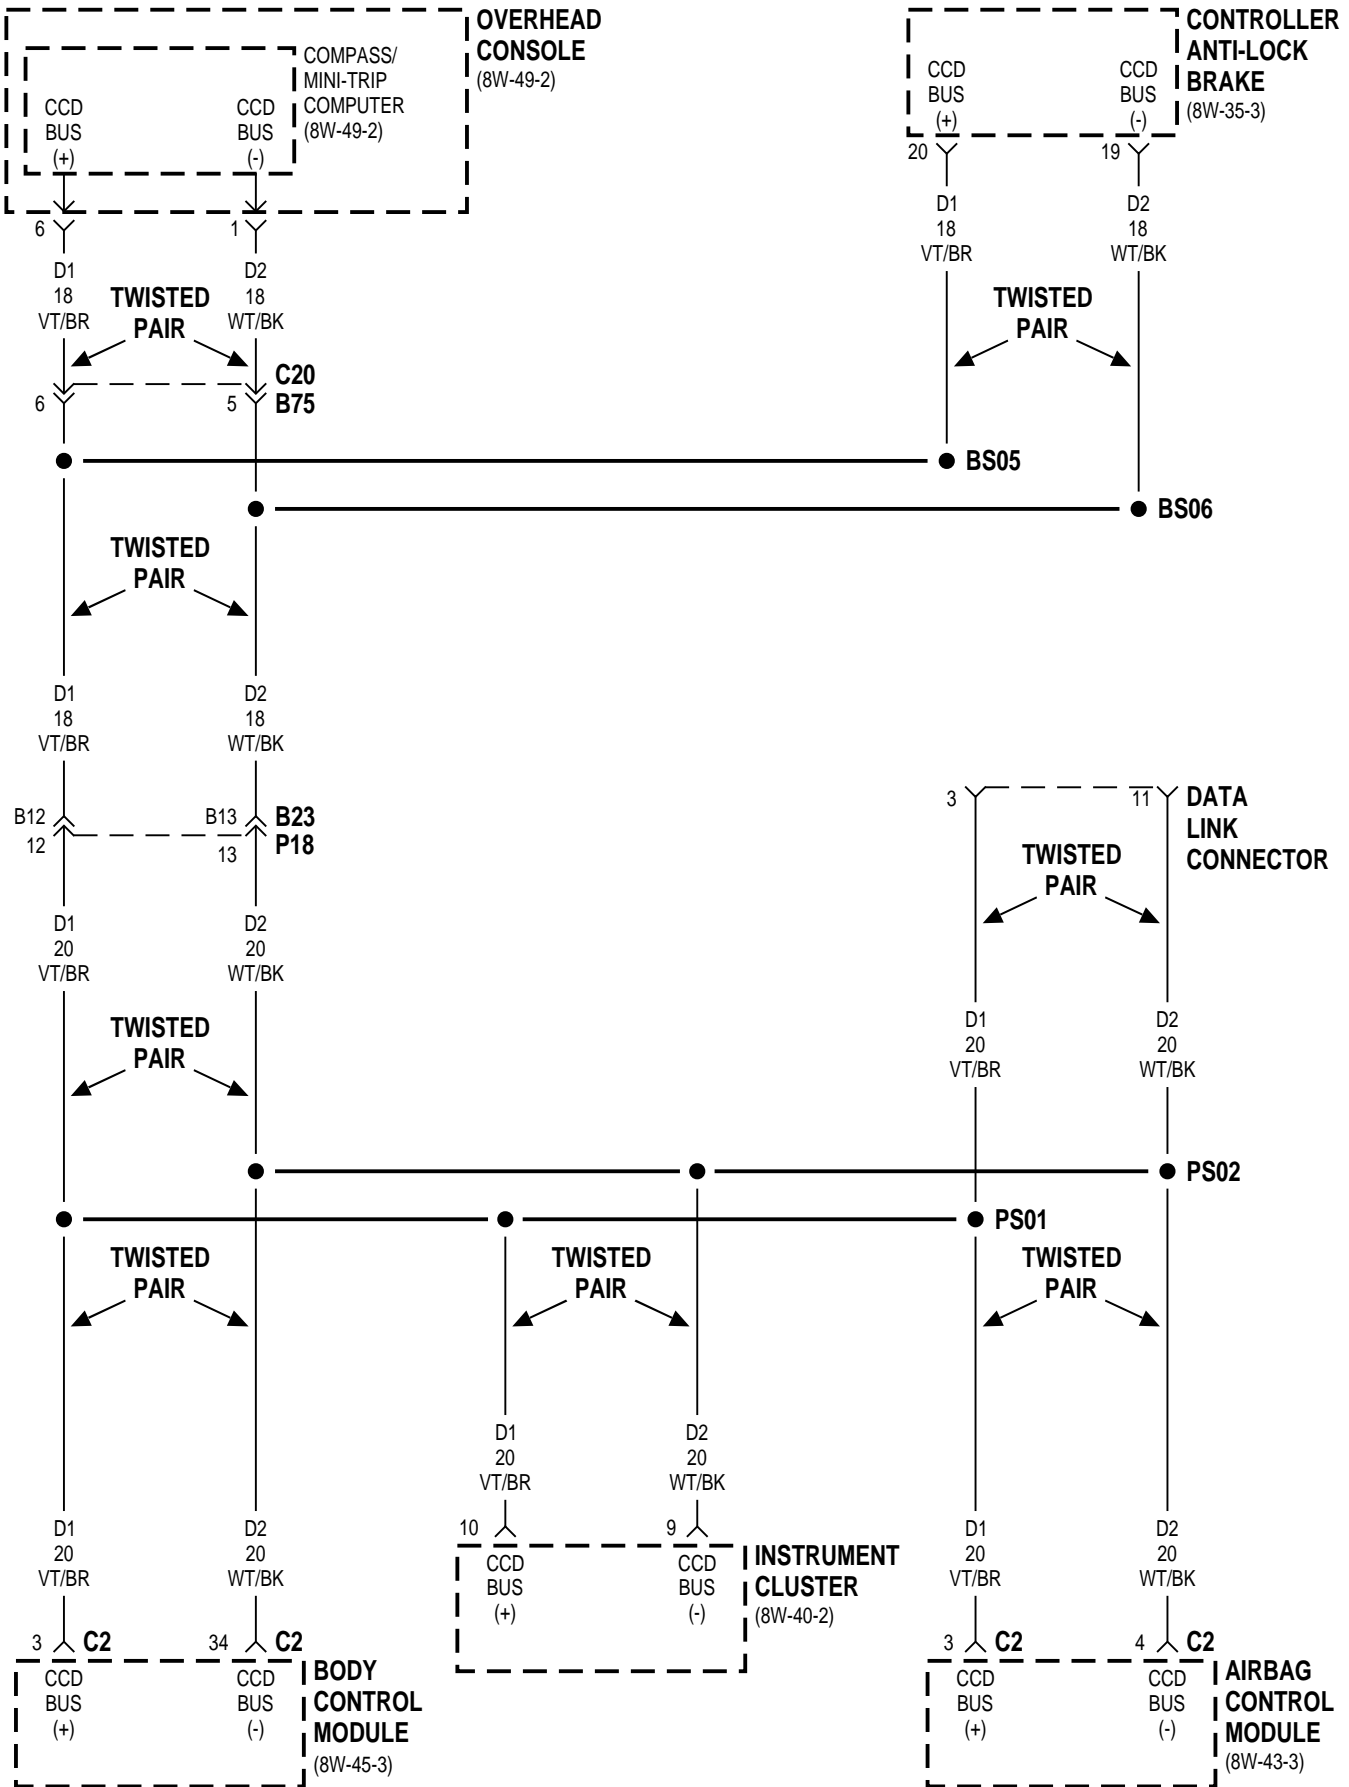 OVERHEAD
CONSOLE
(8W-49-2)
COMPASS/
MINI-TRIP
COMPUTER
(8W-49-2)
CCD
BUS
(+)
CCD
BUS
(-)
6
1
D1
18
VT/BR
D2
18
WT/BK
TWISTED
PAIR
C20
6
5
B75
CONTROLLER
ANTI-LOCK
BRAKE
(8W-35-3)
CCD
BUS
(+)
CCD
BUS
(-)
20
19
D1
18
VT/BR
D2
18
WT/BK
TWISTED
PAIR
BS05
BS06
TWISTED
PAIR
D1
18
VT/BR
D2
18
WT/BK
B12
B13
B23
12
13
P18
D1
20
VT/BR
D2
20
WT/BK
TWISTED
PAIR
3
11
DATA
LINK
CONNECTOR
TWISTED
PAIR
D1
20
VT/BR
D2
20
WT/BK
PS02
PS01
TWISTED
PAIR
TWISTED
PAIR
TWISTED
PAIR
D1
20
VT/BR
D2
20
WT/BK
3
C2
34
C2
CCD
BUS
(+)
CCD
BUS
(-)
BODY
CONTROL
MODULE
(8W-45-3)
D1
20
VT/BR
D2
20
WT/BK
10
9
CCD
BUS
(+)
CCD
BUS
(-)
INSTRUMENT
CLUSTER
(8W-40-2)
D1
20
VT/BR
D2
20
WT/BK
3
C2
4
C2
CCD
BUS
(+)
CCD
BUS
(-)
AIRBAG
CONTROL
MODULE
(8W-43-3)